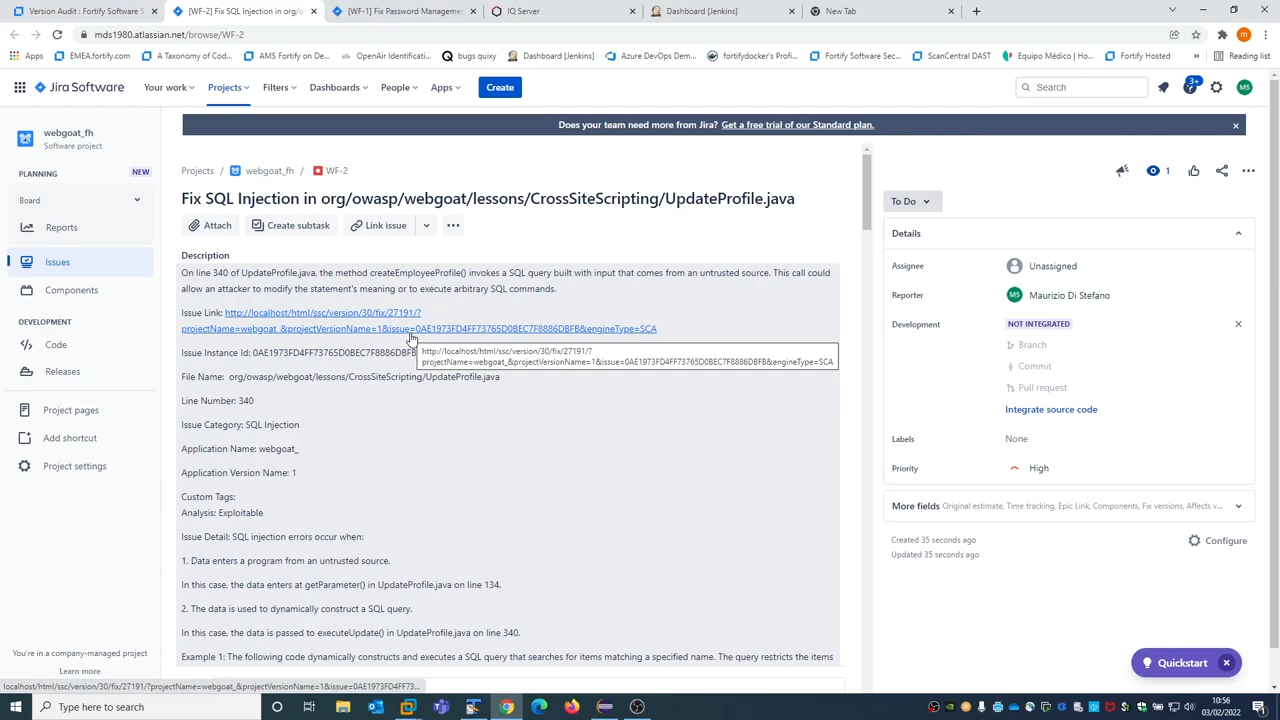 Version Audit : Fortify Software S
[WF-2] Fix SQL Injection in org/o
[WF-1] Fix Password Managemen
IQ Server
Dashboard [Jenkins]
New Tab
mds1980.atlassian.net/browse/WF-2
Apps
EMEA.fortify.com
A Taxonomy of Cod...
AMS Fortify on Dem...
OpenAir Identificati...
bugs quixy
Dashboard [Jenkins]
Azure DevOps Dem...
fortifydocker's Profi...
Fortify Software Sec...
ScanCentral DAST
Equipo Médico | Ho...
Fortify Hosted
Reading list
Jira Software
Your work
Projects
Filters
Dashboards
People
Apps
Create
Search
3+
MS
webgoat_fh
Software project
Does your team need more from Jira? Get a free trial of our Standard plan.
PLANNING
NEW
Board
Reports
Issues
Components
DEVELOPMENT
Code
Releases
Project pages
Add shortcut
Project settings
You're in a company-managed project
Learn more
Projects / webgoat_fh / WF-2
1
Fix SQL Injection in org/owasp/webgoat/lessons/CrossSiteScripting/UpdateProfile.java
Attach
Create subtask
Link issue
Description
On line 340 of UpdateProfile.java, the method createEmployeeProfile() invokes a SQL query built with input that comes from an untrusted source. This call could
allow an attacker to modify the statement's meaning or to execute arbitrary SQL commands.
Issue Link: http://localhost/html/ssc/version/30/fix/27191/?
projectName=webgoat_&projectVersionName=1&issue=0AE1973FD4FF73765D0BEC7F8886DBFB&engineType=SCA
http://localhost/html/ssc/version/30/fix/27191/?
projectName=webgoat_&projectVersionName=1&issue=0AE1973FD4FF73765D0BEC7F8886DBFB&engineType=SCA
Issue Instance Id: 0AE1973FD4FF73765D0BEC7F8886DBFB
File Name: org/owasp/webgoat/lessons/CrossSiteScripting/UpdateProfile.java
Line Number: 340
Issue Category: SQL Injection
Application Name: webgoat_
Application Version Name: 1
Custom Tags:
Analysis: Exploitable
Issue Detail: SQL injection errors occur when:
1. Data enters a program from an untrusted source.
In this case, the data enters at getParameter() in UpdateProfile.java on line 134.
2. The data is used to dynamically construct a SQL query.
In this case, the data is passed to executeUpdate() in UpdateProfile.java on line 340.
Example 1: The following code dynamically constructs and executes a SQL query that searches for items matching a specified name. The query restricts the items
To Do
Details
Assignee
Unassigned
Reporter
MS
Maurizio Di Stefano
Development
NOT INTEGRATED
Branch
Commit
Pull request
Integrate source code
Labels
None
Priority
High
More fields Original estimate, Time tracking, Epic Link, Components, Fix versions, Affects v...
Created 35 seconds ago
Updated 35 seconds ago
Configure
Quickstart
localhost/html/ssc/version/30/fix/27191/?projectName=webgoat_&projectVersionName=1&issue=0AE1973FD4FF73...
Type here to search
10:56
03/02/2022